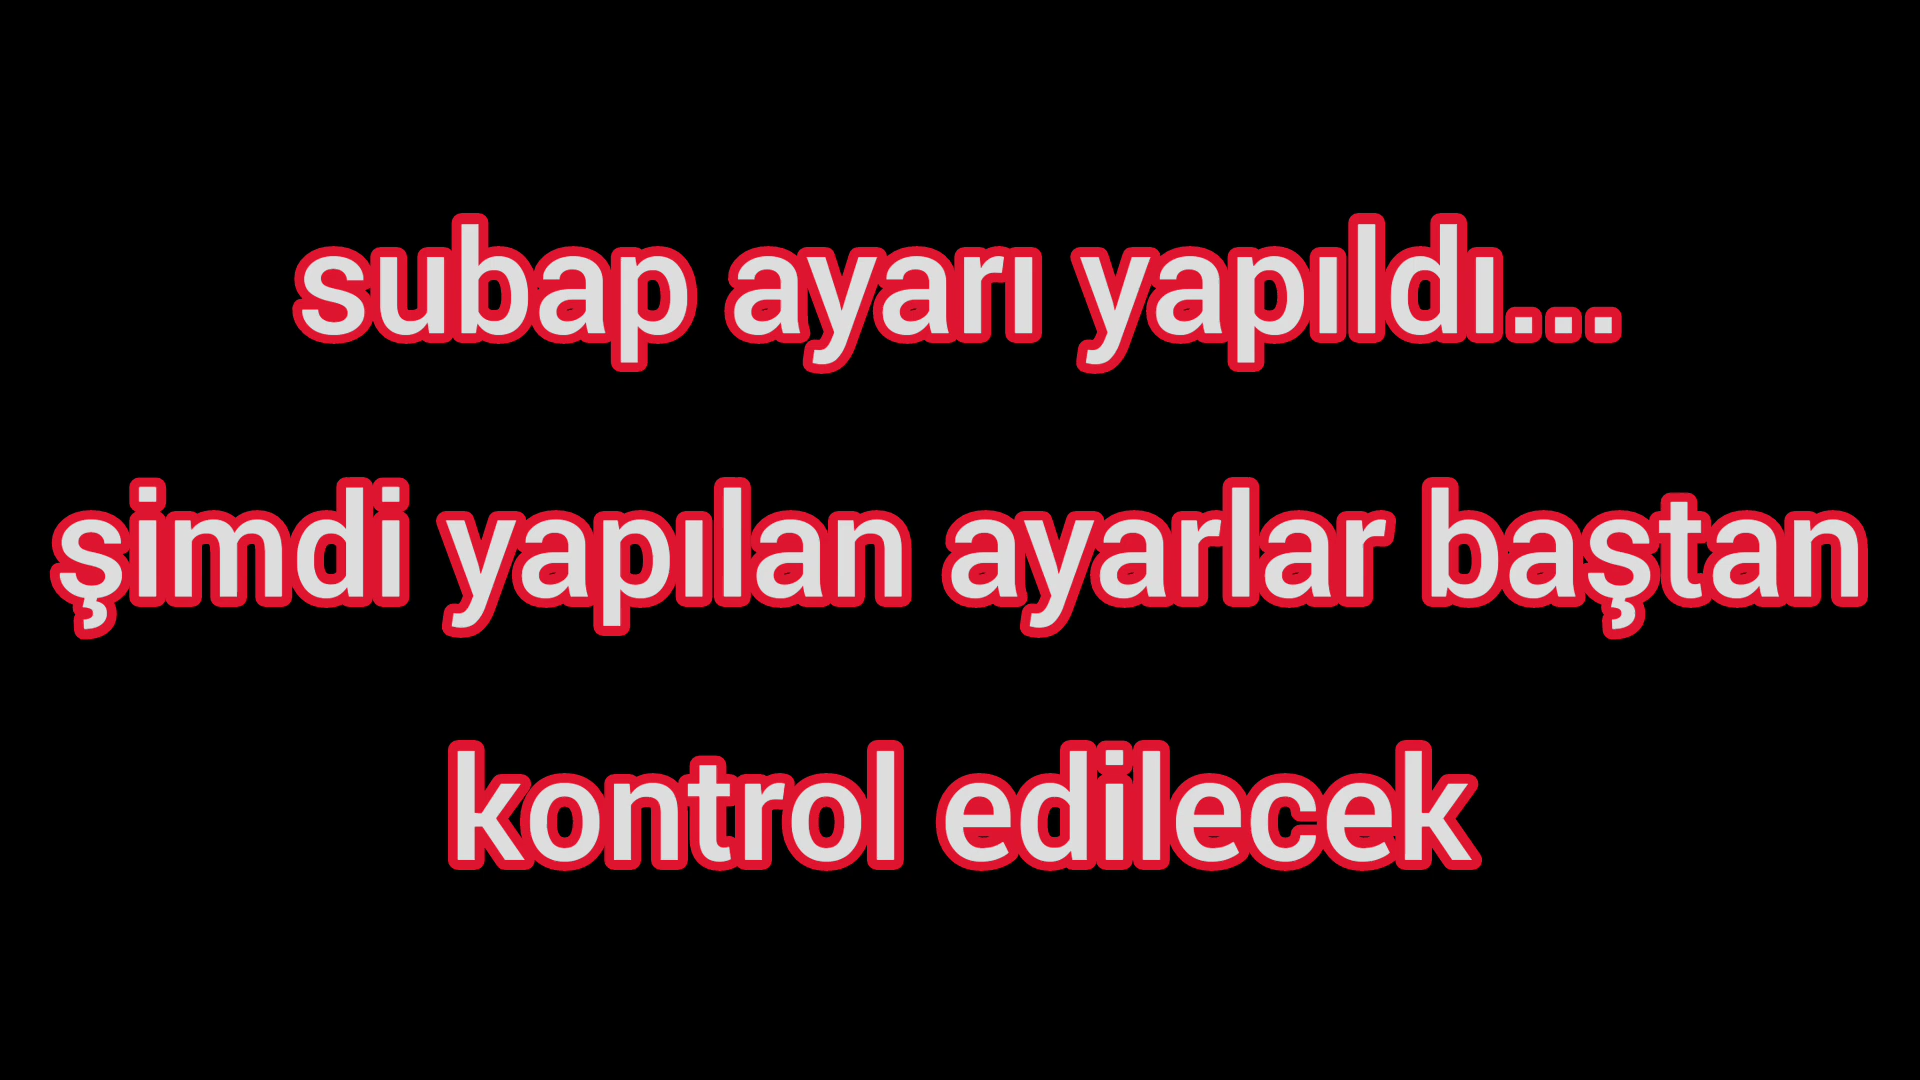 subap ayarı yapıldı...
şimdi yapılan ayarlar baştan
kontrol edilecek